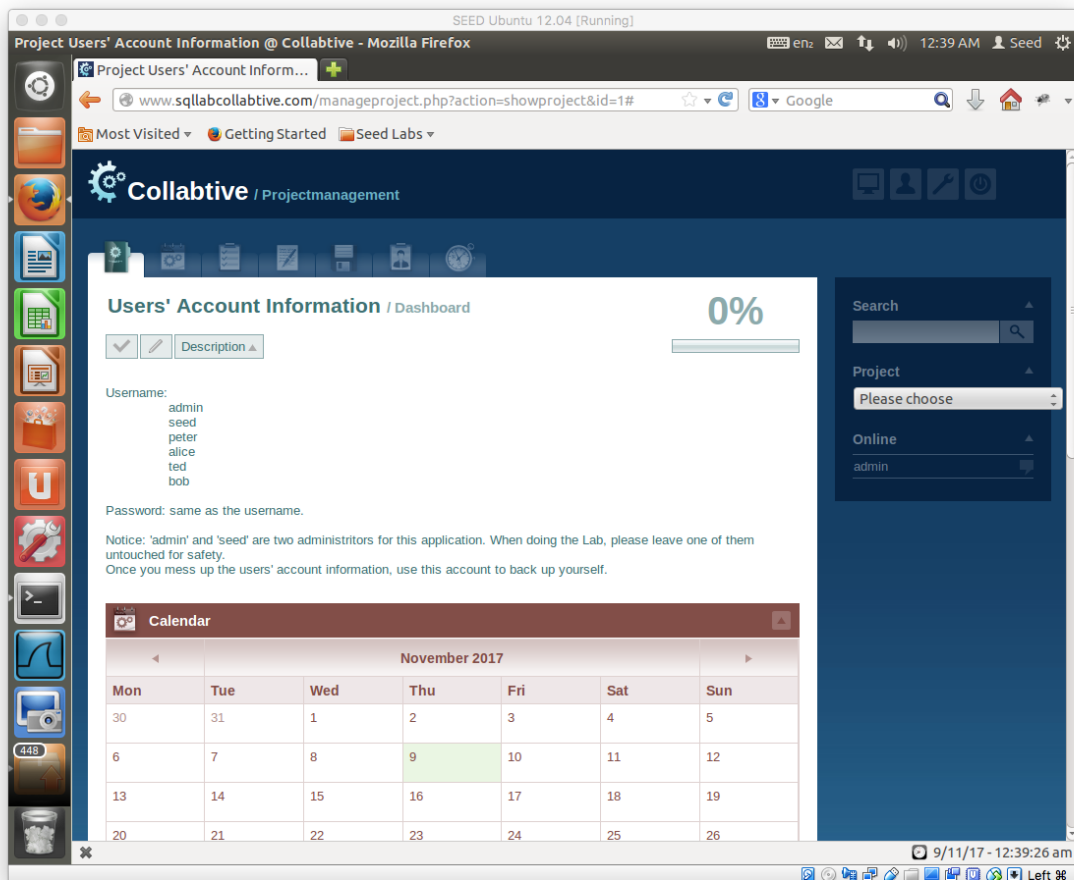 SEED Ubuntu 12.04 [Running]
Project Users' Account Information @ Collabtive - Mozilla Firefox
en₂ 12:39 AM Seed
Project Users' Account Inform...
www.sqllabcollabtive.com/manageproject.php?action=showproject&id=1#
Google
Most Visited Getting Started Seed Labs
Collabtive / Projectmanagement
Users' Account Information / Dashboard
0%
Description
Username:
admin
seed
peter
alice
ted
bob
Password: same as the username.
Notice: 'admin' and 'seed' are two administritors for this application. When doing the Lab, please leave one of them
untouched for safety.
Once you mess up the users' account information, use this account to back up yourself.
Search
Project
Please choose
Online
admin
Calendar
November 2017
Mon Tue Wed Thu Fri Sat Sun
30 31 1 2 3 4 5
6 7 8 9 10 11 12
13 14 15 16 17 18 19
20 21 22 23 24 25 26
448
9/11/17 - 12:39:26 am
Left ⌘